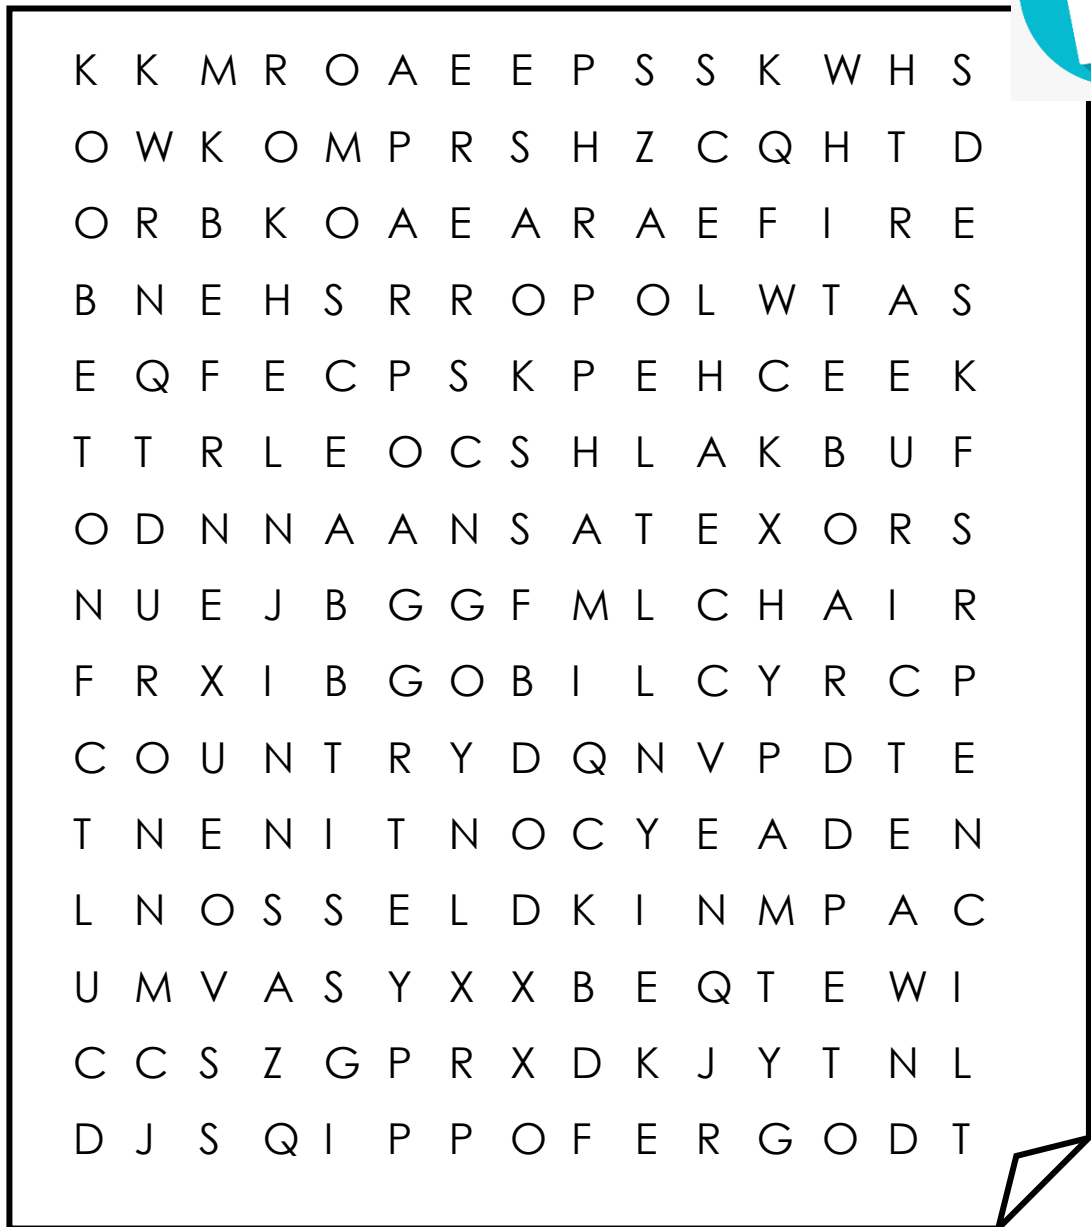 K K M R O A E E P S S K W H S
O W K O M P R S H Z C Q H T D
O R B K O A E A R A E F I R E
B N E H S R R O P O L W T A S
E Q F E C P S K P E H C E E K
T T R L E O C S H L A K B U F
O D N N A A N S A T E X O R S
N U E J B G G F M L C H A I R
F R X I B G O B I L C Y R C P
C O U N T R Y D Q N V P D T E
T N E N I T N O C Y E A D E N
L N O S S E L D K I N M P A C
U M V A S Y X X B E Q T E W I
C C S Z G P R X D K J Y T N L
D J S Q I P P O F E R G O D T